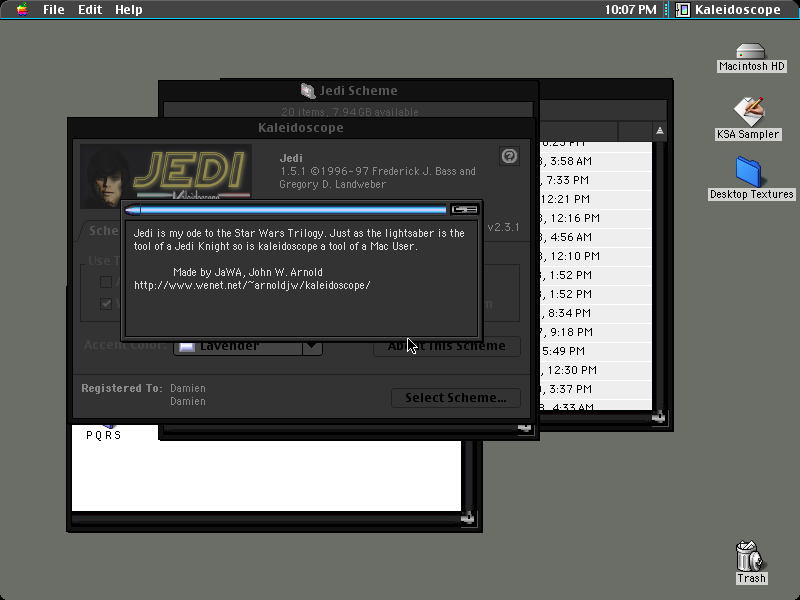 File Edit Help
10:07 PM
Kaleidoscope
Macintosh HD
KSA Sampler
Desktop Textures
Trash
Jedi Scheme
20 items, 7.94 GB available
Kaleidoscope
JEDI
Kaleidoscope
Jedi
1.5.1 ©1996-97 Frederick J. Bass and
Gregory D. Landweber
v2.3.1
Jedi is my ode to the Star Wars Trilogy. Just as the lightsaber is the
tool of a Jedi Knight so is kaleidoscope a tool of a Mac User.
Made by JaWA, John W. Arnold
http://www.wenet.net/~arnoldjw/kaleidoscope/
Accent Color:
Lavender
About This Scheme
Registered To: Damien
Damien
Select Scheme...
PQRS
3:58 AM
7:33 PM
12:21 PM
12:16 PM
4:56 AM
12:10 PM
1:52 PM
1:52 PM
8:34 PM
9:18 PM
5:49 PM
12:30 PM
3:37 PM
4:33 AM